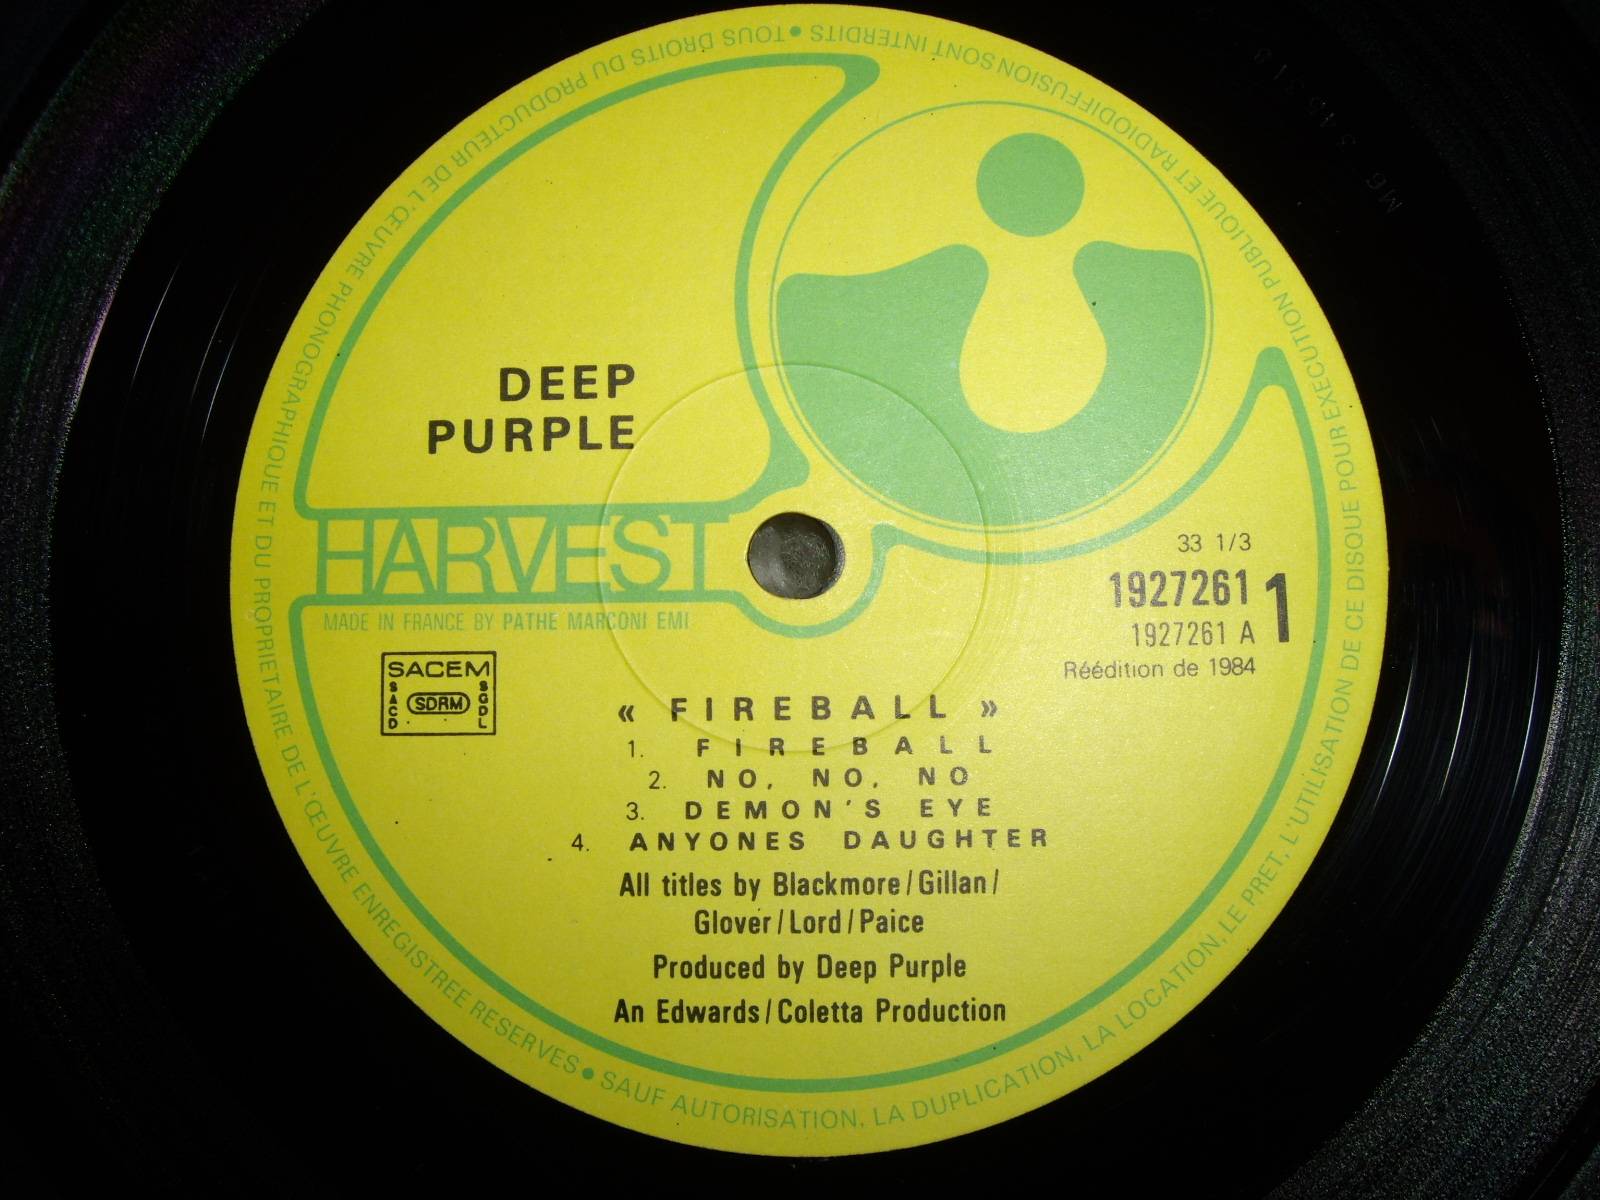 TOUS DROITS DU PRODUCTEUR DE L'ŒUVRE PHONOGRAPHIQUE ET DU PROPRIETAIRE DE L'ŒUVRE ENREGISTREE RESERVES • SAUF AUTORISATION, LA DUPLICATION, LA LOCATION, LE PRET, L'UTILISATION DE CE DISQUE POUR EXECUTION PUBLIQUE ET RADIODIFFUSION SONT INTERDITS •
DEEP
PURPLE
HARVEST
MADE IN FRANCE BY PATHE MARCONI EMI
SACEM
SACD
SDRM
SGDL
33 1/3
1927261 1
1927261 A
Réédition de 1984
« FIREBALL »
1. FIREBALL
2. NO, NO, NO
3. DEMON'S EYE
4. ANYONES DAUGHTER
All titles by Blackmore/Gillan/
Glover/Lord/Paice
Produced by Deep Purple
An Edwards/Coletta Production